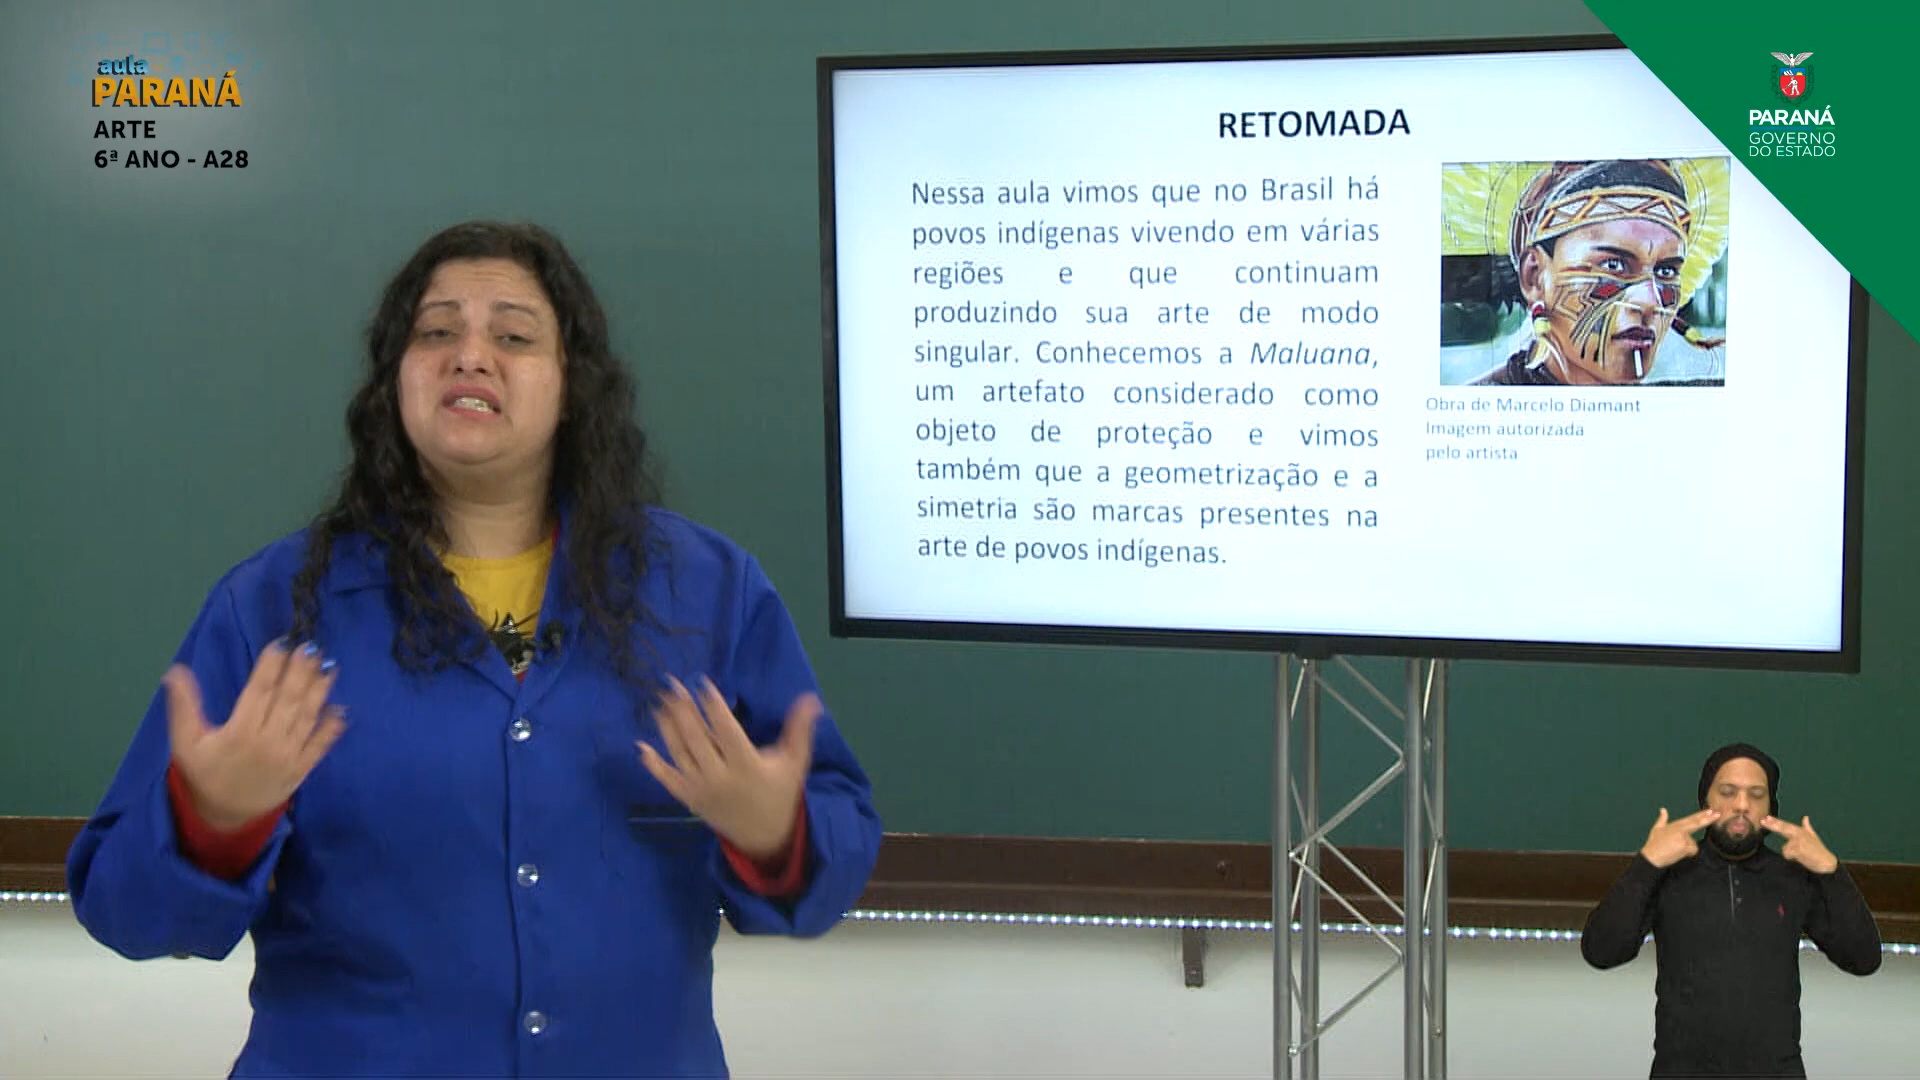 aula
PARANÁ
ARTE
6ª ANO - A28
RETOMADA
Nessa aula vimos que no Brasil há
povos indígenas vivendo em várias
regiões e que continuam
produzindo sua arte de modo
singular. Conhecemos a Maluana,
um artefato considerado como
objeto de proteção e vimos
também que a geometrização e a
simetria são marcas presentes na
arte de povos indígenas.
Obra de Marcelo Diamant
Imagem autorizada
pelo artista
PARANÁ
GOVERNO
DO ESTADO